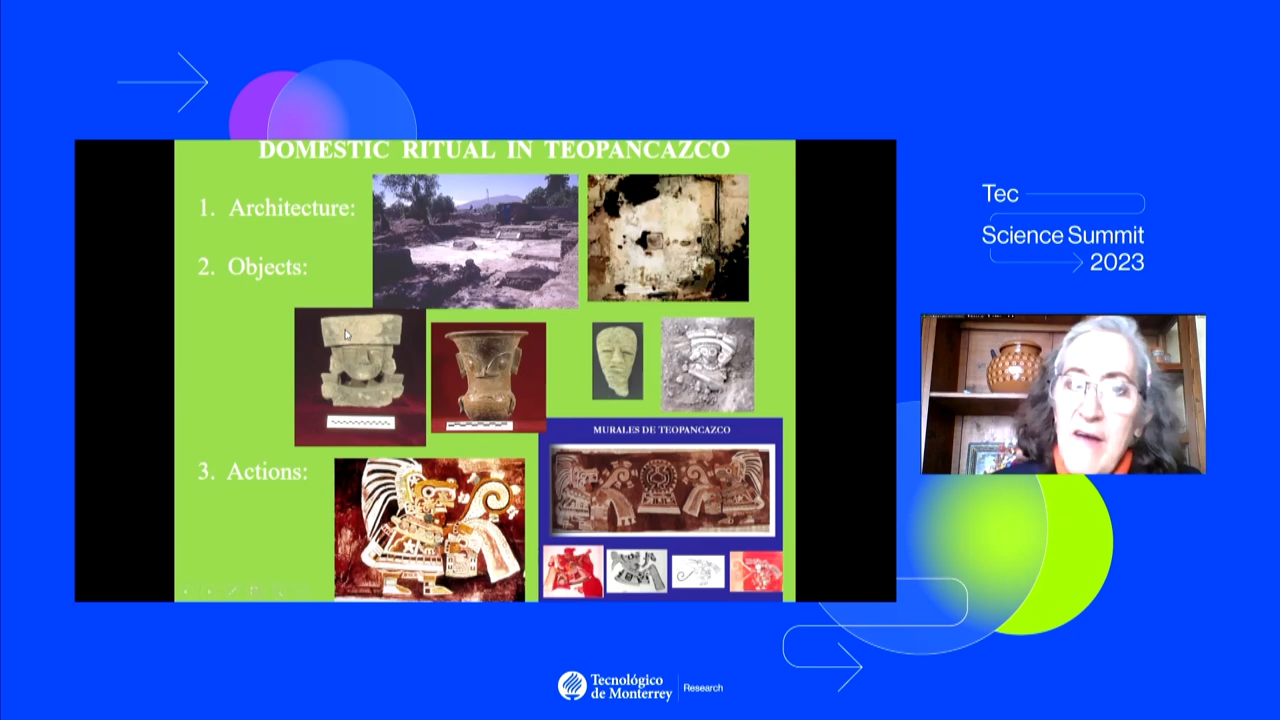 DOMESTIC RITUAL IN TEOPANCAZCO
1. Architecture:
2. Objects:
3. Actions:
MURALES DE TEOPANCAZCO
Tec
Science Summit
2023
Tecnológico
de Monterrey
Research